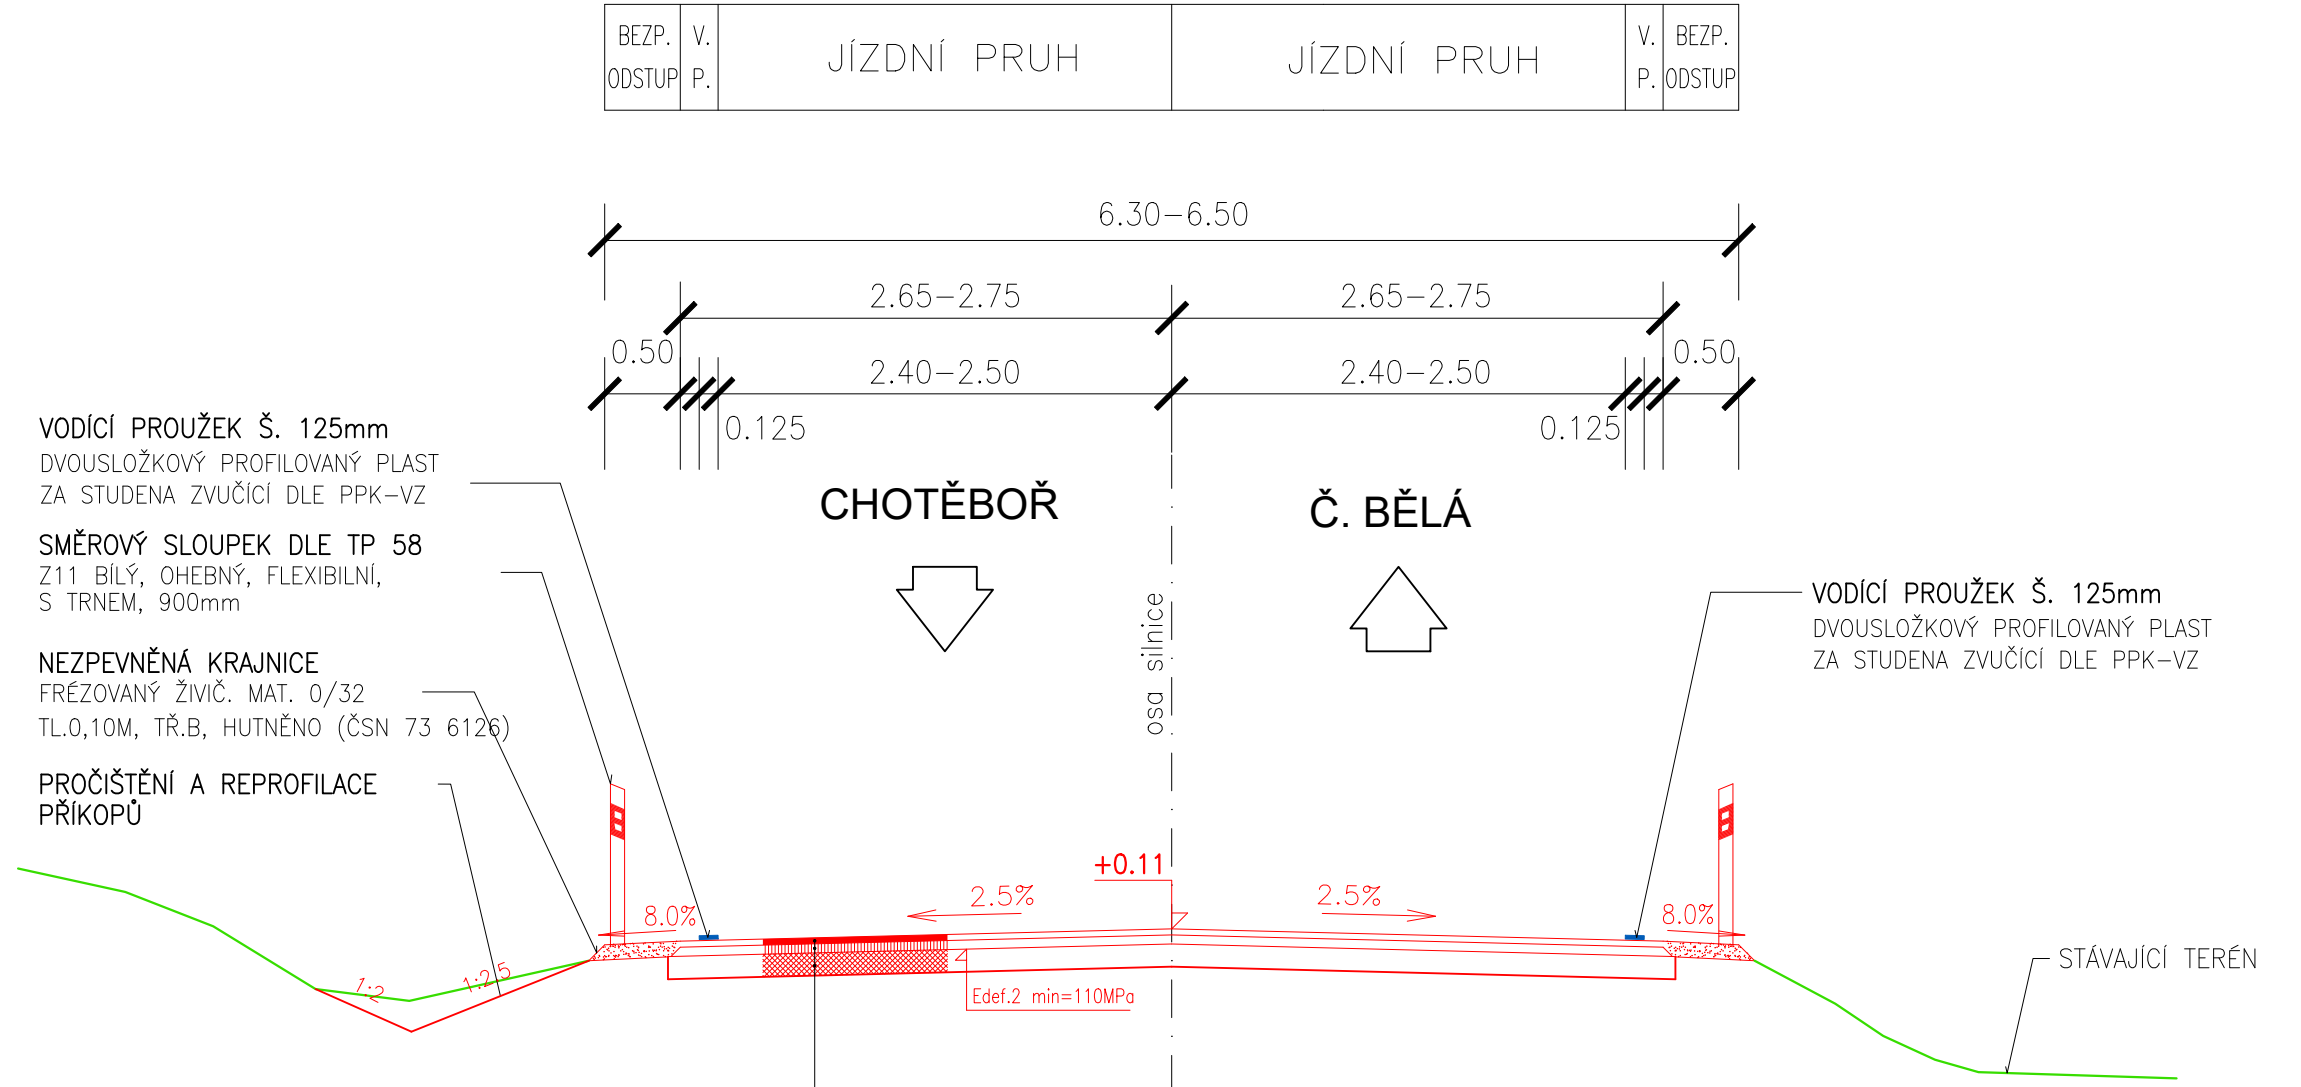 BEZP. V. JÍZDNÍ PRUH JÍZDNÍ PRUH V. BEZP.
ODSTUP P. P. ODSTUP
6.30-6.50
2.65-2.75 2.65-2.75
0.50 2.40-2.50 2.40-2.50 0.50
0.125 0.125
VODÍCÍ PROUŽEK Š. 125mm
DVOUSLOŽKOVÝ PROFILOVANÝ PLAST
ZA STUDENA ZVUČÍCÍ DLE PPK-VZ
CHOTĚBOŘ Č. BĚLÁ
SMĚROVÝ SLOUPEK DLE TP 58
Z11 BÍLÝ, OHEBNÝ, FLEXIBILNÍ,
S TRNEM, 900mm
osa silnice
VODÍCÍ PROUŽEK Š. 125mm
DVOUSLOŽKOVÝ PROFILOVANÝ PLAST
ZA STUDENA ZVUČÍCÍ DLE PPK-VZ
NEZPEVNĚNÁ KRAJNICE
FRÉZOVANÝ ŽIVIČ. MAT. 0/32
TL.0,10M, TŘ.B, HUTNĚNO (ČSN 73 6126)
PROČIŠTĚNÍ A REPROFILACE
PŘÍKOPŮ
+0.11
2.5% 2.5%
8.0% 8.0%
1:2 1:2.5
Edef.2 min=110MPa
STÁVAJÍCÍ TERÉN